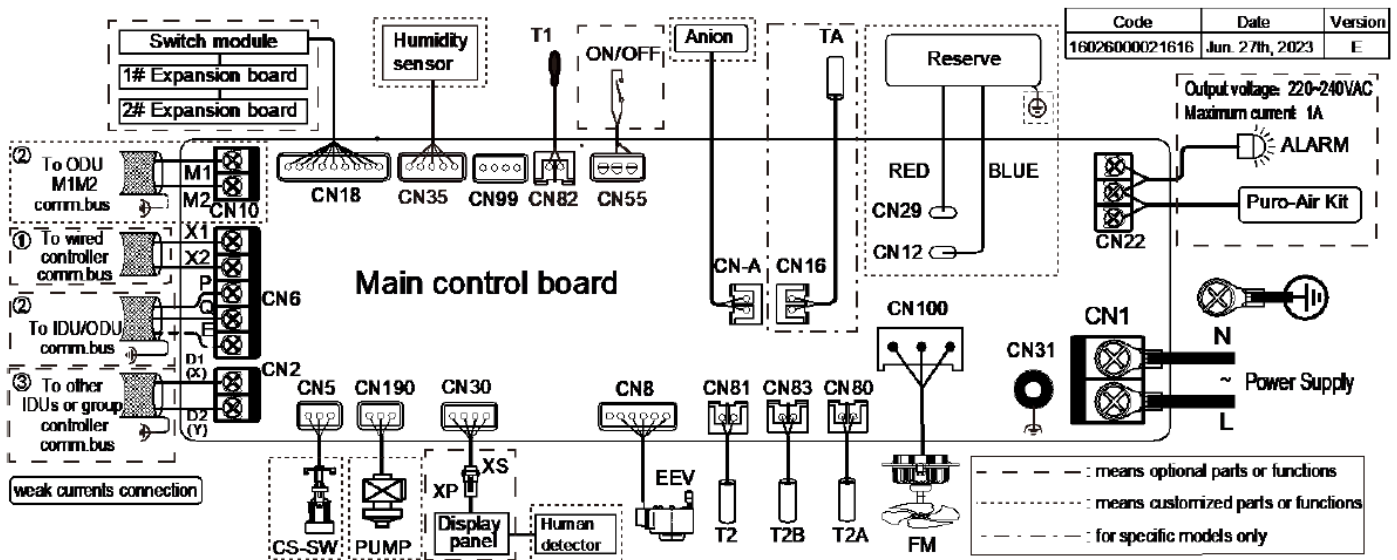 Code Date Version
16026000021616 Jun. 27th, 2023 E
Switch module
1# Expansion board
2# Expansion board
Humidity
sensor
T1
ON/OFF
Anion
TA
Reserve
RED
BLUE
CN29
CN12
Output voltage: 220~240VAC
Maximum current: 1A
ALARM
Puro-Air Kit
CN22
② To ODU
M1M2
comm.bus
M1
M2
CN10
CN18
CN35
CN99
CN82
CN55
① To wired
controller
comm.bus
X1
X2
② To IDU/ODU
comm.bus
P
Q
E
CN6
③ To other
IDUs or group
controller
comm.bus
D1
(X)
D2
(Y)
CN2
weak currents connection
Main control board
CN-A
CN16
CN100
CN31
CN1
N
~
L
Power Supply
CN5
CN190
CN30
CN8
CN81
CN83
CN80
CS-SW
PUMP
XS
XP
Display
panel
Human
detector
EEV
T2
T2B
T2A
FM
: means optional parts or functions
: means customized parts or functions
: for specific models only